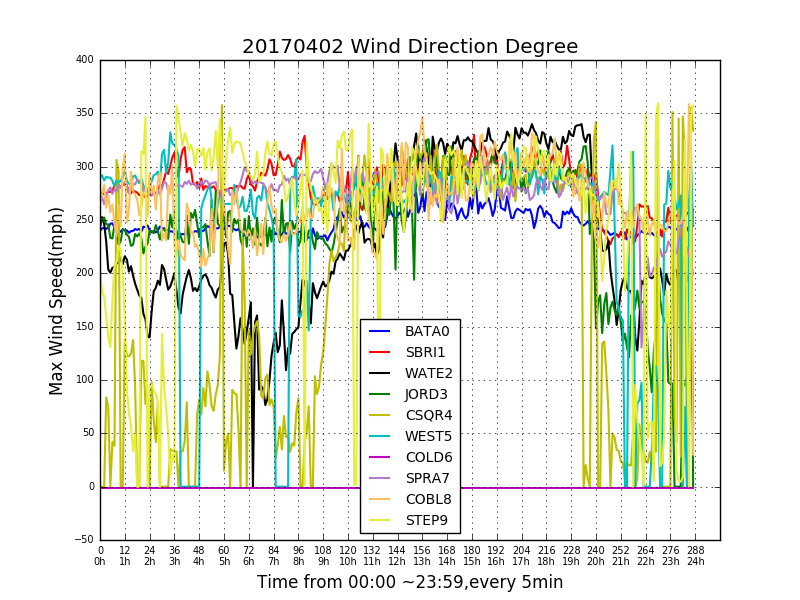 20170402 Wind Direction Degree
Max Wind Speed(mph)
400
350
300
250
200
150
100
50
0
−50
BATA0
SBRI1
WATE2
JORD3
CSQR4
WEST5
COLD6
SPRA7
COBL8
STEP9
0 12 24 36 48 60 72 84 96 108 120 132 144 156 168 180 192 204 216 228 240 252 264 276 288
0h 1h 2h 3h 4h 5h 6h 7h 8h 9h 10h 11h 12h 13h 14h 15h 16h 17h 18h 19h 20h 21h 22h 23h 24h
Time from 00:00 ~23:59,every 5min